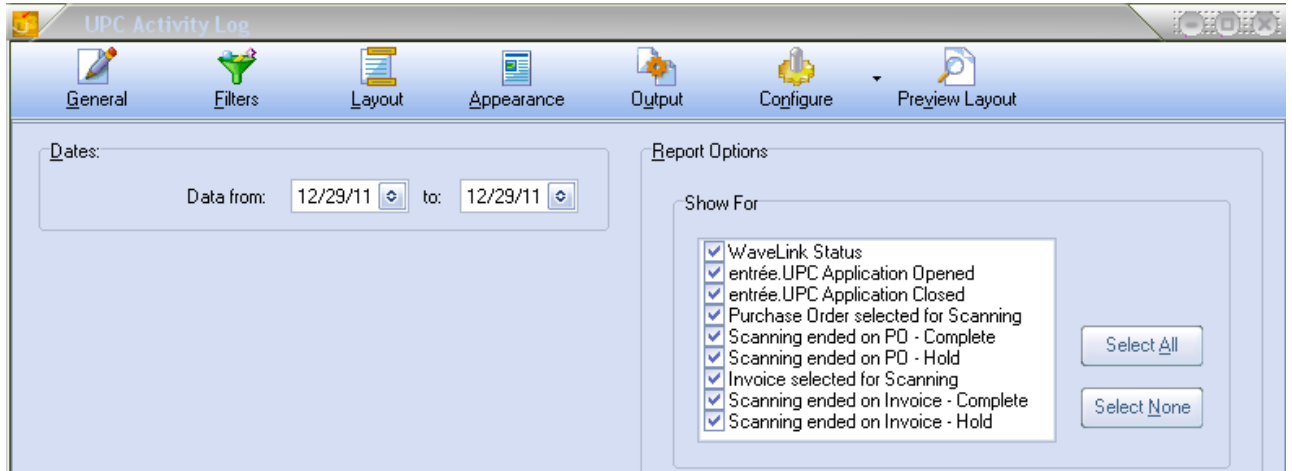 UPC Activity Log
General Filters Layout Appearance Output Configure Preview Layout
Dates:
Data from: 12/29/11 to: 12/29/11
Report Options
Show For
WaveLink Status
entrée.UPC Application Opened
entrée.UPC Application Closed
Purchase Order selected for Scanning
Scanning ended on PO - Complete
Scanning ended on PO - Hold
Invoice selected for Scanning
Scanning ended on Invoice - Complete
Scanning ended on Invoice - Hold
Select All
Select None